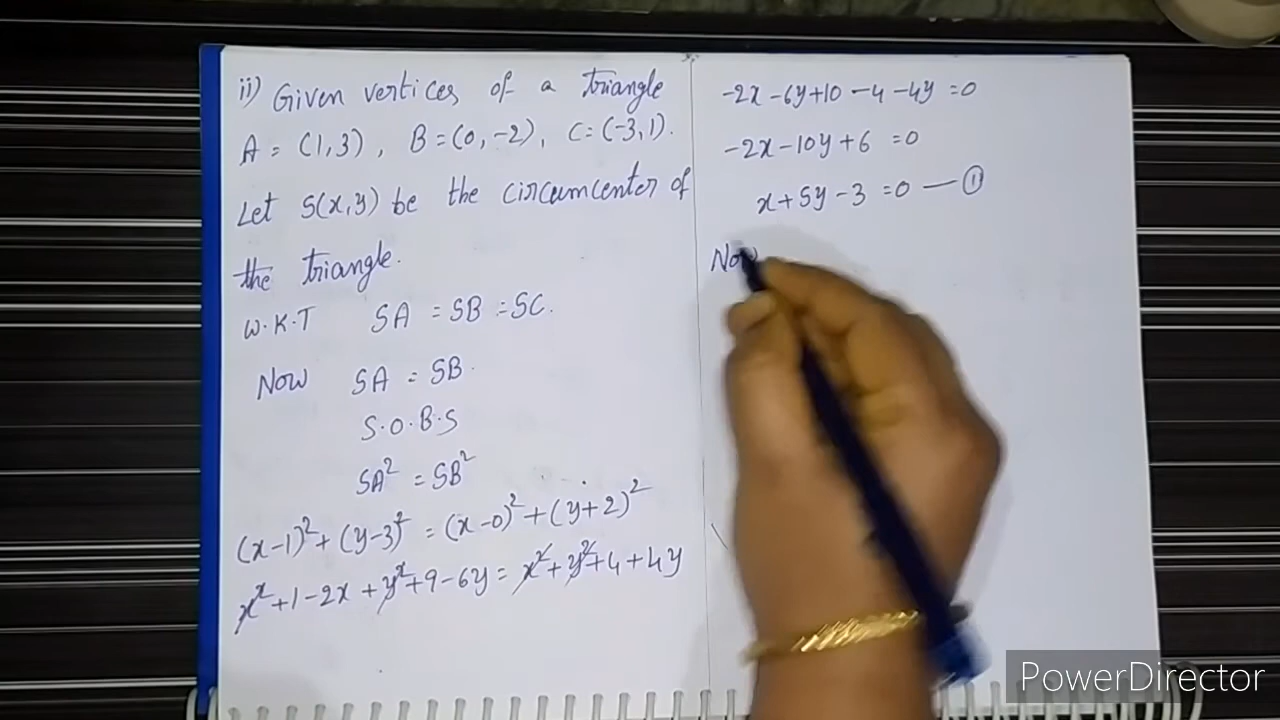 ii) Given vertices of a triangle
A = (1,3), B = (0,-2), C = (-3,1).
Let S(x,y) be the circumcenter of
the triangle.
W.K.T SA = SB = SC.
Now SA = SB.
S.O.B.S
SA² = SB²
(x-1)² + (y-3)² = (x-0)² + (y+2)²
x² + 1 - 2x + y² + 9 - 6y = x² + y² + 4 + 4y
-2x - 6y + 10 - 4 - 4y = 0
-2x - 10y + 6 = 0
x + 5y - 3 = 0 — ①
Now
PowerDirector